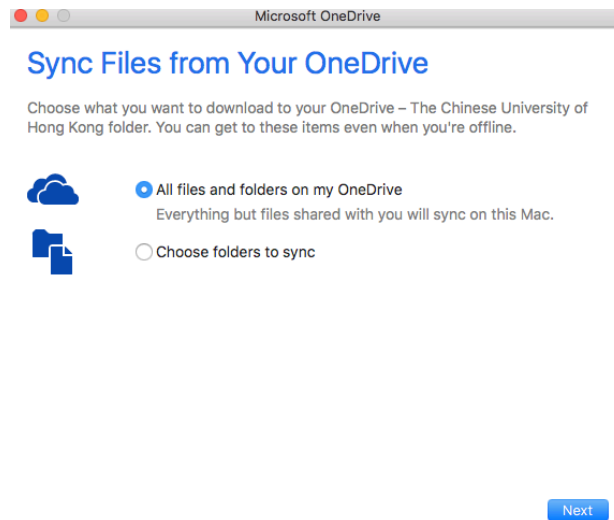 Microsoft OneDrive
Sync Files from Your OneDrive
Choose what you want to download to your OneDrive – The Chinese University of
Hong Kong folder. You can get to these items even when you're offline.
All files and folders on my OneDrive
Everything but files shared with you will sync on this Mac.
Choose folders to sync
Next